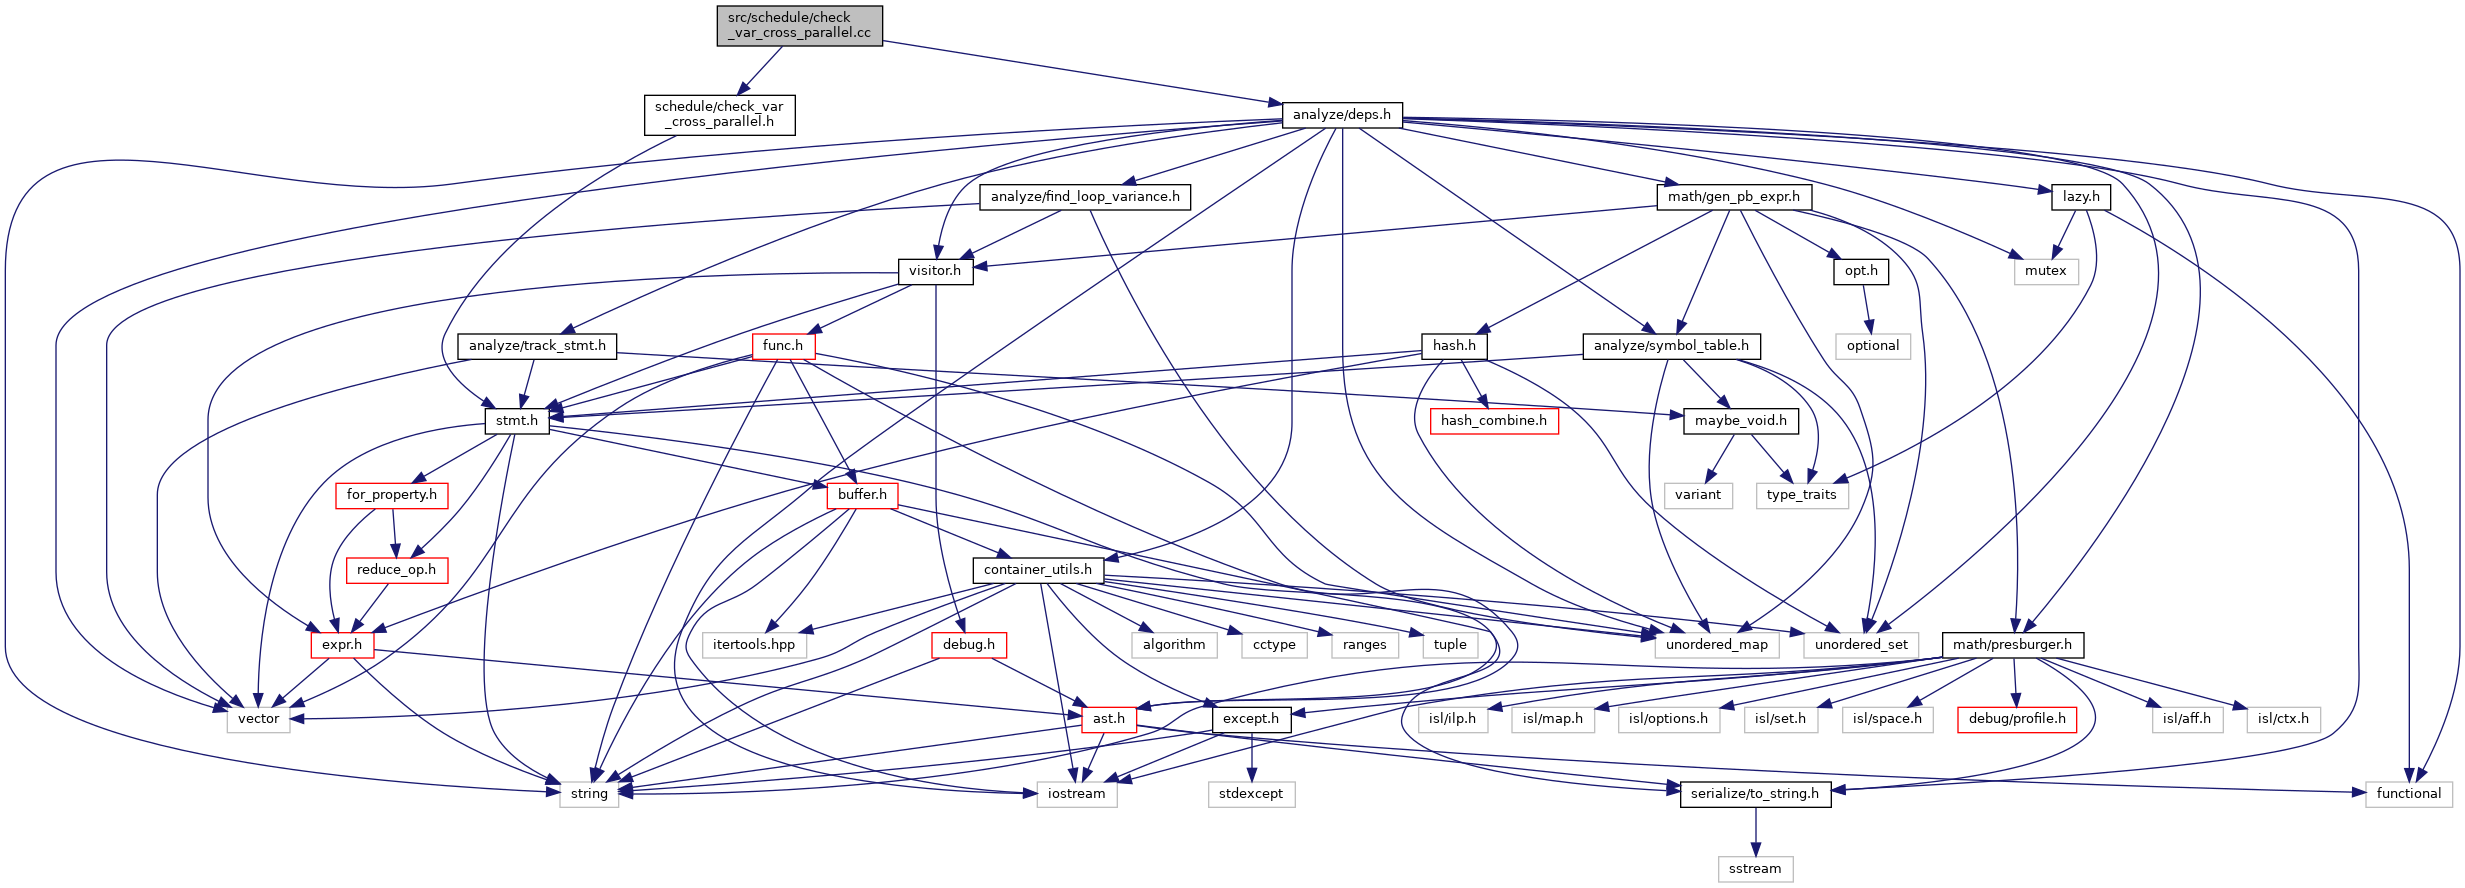 src/schedule/check
_var_cross_parallel.cc
schedule/check_var
_cross_parallel.h
analyze/deps.h
analyze/find_loop_variance.h
math/gen_pb_expr.h
lazy.h
visitor.h
mutex
opt.h
analyze/track_stmt.h
func.h
hash.h
analyze/symbol_table.h
optional
stmt.h
hash_combine.h
maybe_void.h
for_property.h
buffer.h
variant
type_traits
reduce_op.h
container_utils.h
expr.h
itertools.hpp
debug.h
algorithm
cctype
ranges
tuple
unordered_map
unordered_set
math/presburger.h
vector
ast.h
except.h
isl/ilp.h
isl/map.h
isl/options.h
isl/set.h
isl/space.h
debug/profile.h
isl/aff.h
isl/ctx.h
string
iostream
stdexcept
serialize/to_string.h
functional
sstream